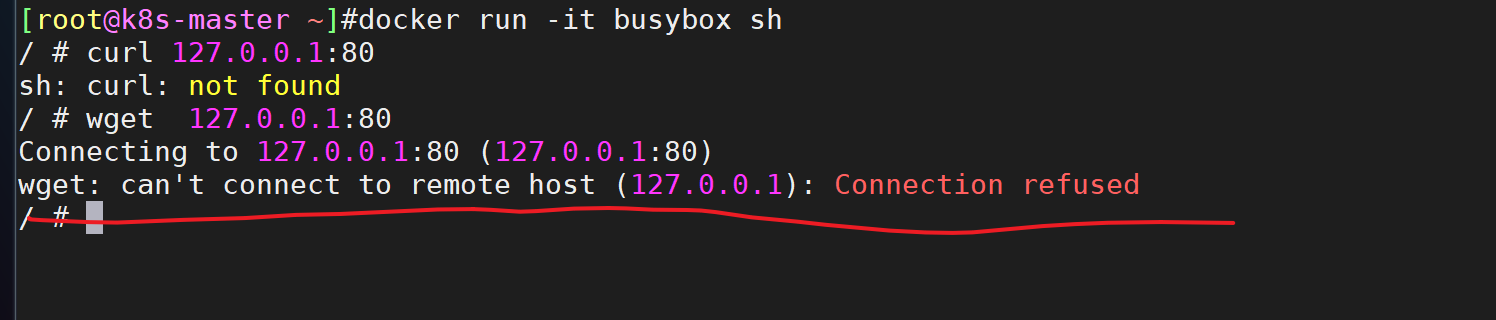 [root@k8s-master ~]#docker run -it busybox sh
/ # curl 127.0.0.1:80
sh: curl: not found
/ # wget  127.0.0.1:80
Connecting to 127.0.0.1:80 (127.0.0.1:80)
wget: can't connect to remote host (127.0.0.1): Connection refused
/ #